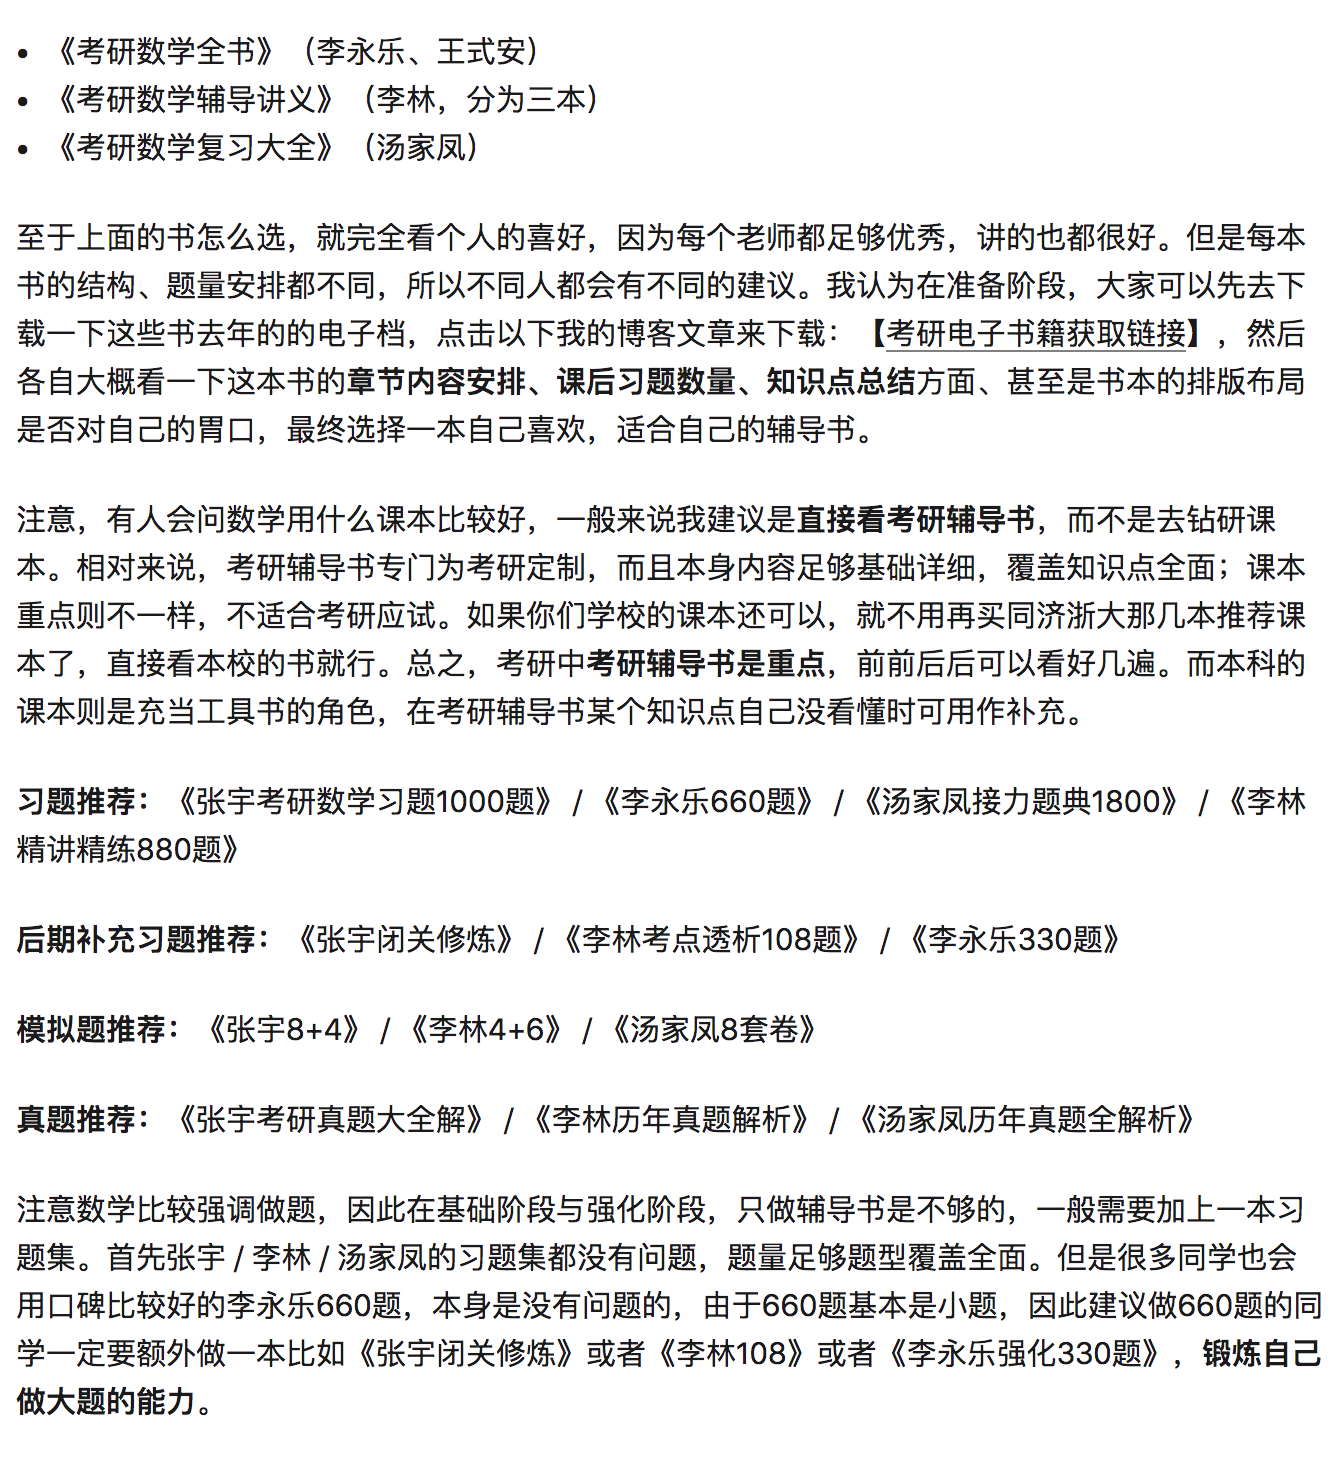 • 《考研数学全书》（李永乐、王式安）
• 《考研数学辅导讲义》（李林，分为三本）
• 《考研数学复习大全》（汤家凤）
至于上面的书怎么选，就完全看个人的喜好，因为每个老师都足够优秀，讲的也都很好。但是每本
书的结构、题量安排都不同，所以不同人都会有不同的建议。我认为在准备阶段，大家可以先去下
载一下这些书去年的的电子档，点击以下我的博客文章来下载：【考研电子书籍获取链接】，然后
各自大概看一下这本书的章节内容安排、课后习题数量、知识点总结方面、甚至是书本的排版布局
是否对自己的胃口，最终选择一本自己喜欢，适合自己的辅导书。
注意，有人会问数学用什么课本比较好，一般来说我建议是直接看考研辅导书，而不是去钻研课
本。相对来说，考研辅导书专门为考研定制，而且本身内容足够基础详细，覆盖知识点全面；课本
重点则不一样，不适合考研应试。如果你们学校的课本还可以，就不用再买同济浙大那几本推荐课
本了，直接看本校的书就行。总之，考研中考研辅导书是重点，前前后后可以看好几遍。而本科的
课本则是充当工具书的角色，在考研辅导书某个知识点自己没看懂时可用作补充。
习题推荐：《张宇考研数学习题1000题》 / 《李永乐660题》 / 《汤家凤接力题典1800》 / 《李林
精讲精练880题》
后期补充习题推荐：《张宇闭关修炼》 / 《李林考点透析108题》 / 《李永乐330题》
模拟题推荐：《张宇8+4》 / 《李林4+6》 / 《汤家凤8套卷》
真题推荐：《张宇考研真题大全解》 / 《李林历年真题解析》 / 《汤家凤历年真题全解析》
注意数学比较强调做题，因此在基础阶段与强化阶段，只做辅导书是不够的，一般需要加上一本习
题集。首先张宇 / 李林 / 汤家凤的习题集都没有问题，题量足够题型覆盖全面。但是很多同学也会
用口碑比较好的李永乐660题，本身是没有问题的，由于660题基本是小题，因此建议做660题的同
学一定要额外做一本比如《张宇闭关修炼》或者《李林108》或者《李永乐强化330题》，锻炼自己
做大题的能力。